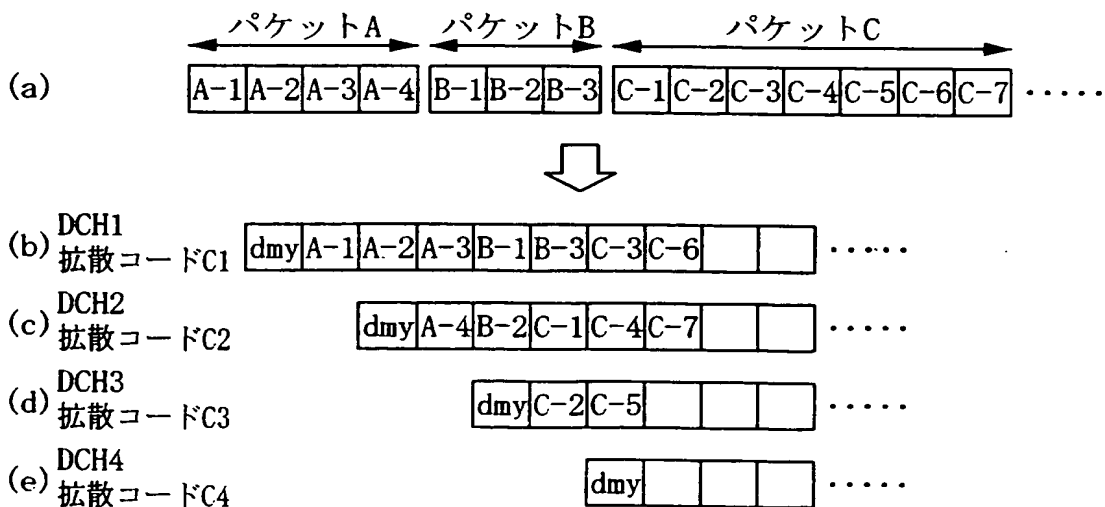 パケットA パケットB パケットC
(a) A-1 A-2 A-3 A-4 B-1 B-2 B-3 C-1 C-2 C-3 C-4 C-5 C-6 C-7 ・・・・・
(b) DCH1
拡散コードC1 dmy A-1 A-2 A-3 B-1 B-3 C-3 C-6 ・・・・・
(c) DCH2
拡散コードC2 dmy A-4 B-2 C-1 C-4 C-7 ・・・・・
(d) DCH3
拡散コードC3 dmy C-2 C-5 ・・・・・
(e) DCH4
拡散コードC4 dmy ・・・・・